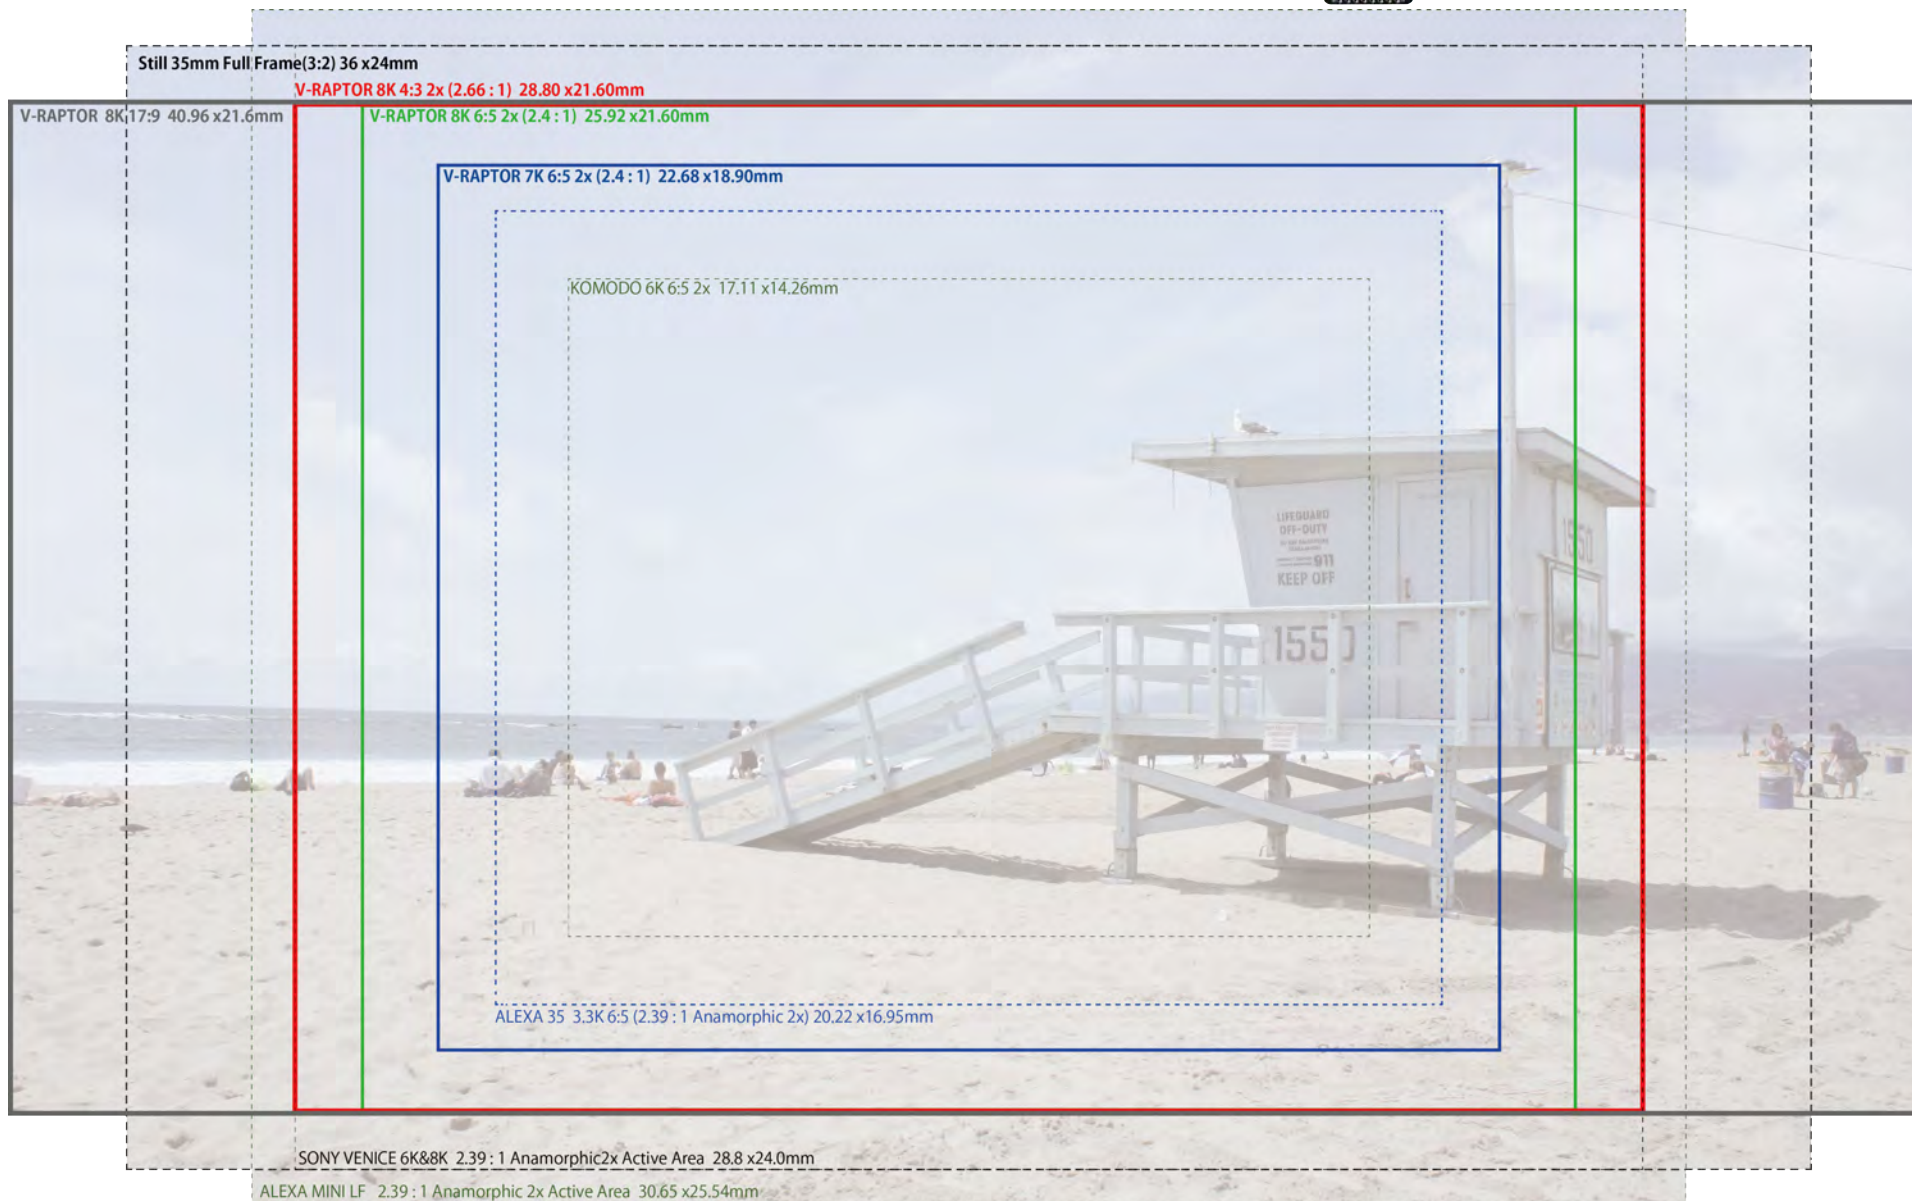 Still 35mm Full Frame(3:2) 36 x24mm
V-RAPTOR 8K 4:3 2x (2.66 : 1) 28.80 x21.60mm
V-RAPTOR 8K 17:9 40.96 x21.6mm
V-RAPTOR 8K 6:5 2x (2.4 : 1) 25.92 x21.60mm
V-RAPTOR 7K 6:5 2x (2.4 : 1) 22.68 x18.90mm
KOMODO 6K 6:5 2x 17.11 x14.26mm
LIFEGUARD
OFF-DUTY
911
KEEP OFF
1550
1550
ALEXA 35 3.3K 6:5 (2.39 : 1 Anamorphic 2x) 20.22 x16.95mm
SONY VENICE 6K&8K 2.39 : 1 Anamorphic2x Active Area 28.8 x24.0mm
ALEXA MINI LF 2.39 : 1 Anamorphic 2x Active Area 30.65 x25.54mm